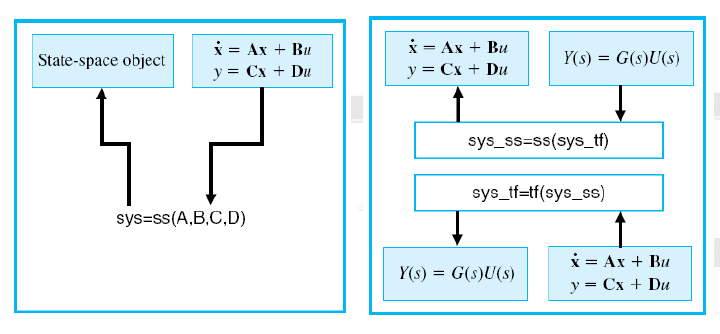 State-space object
ẋ = Ax + Bu
y = Cx + Du
sys=ss(A,B,C,D)
ẋ = Ax + Bu
y = Cx + Du
Y(s) = G(s)U(s)
sys_ss=ss(sys_tf)
sys_tf=tf(sys_ss)
Y(s) = G(s)U(s)
ẋ = Ax + Bu
y = Cx + Du